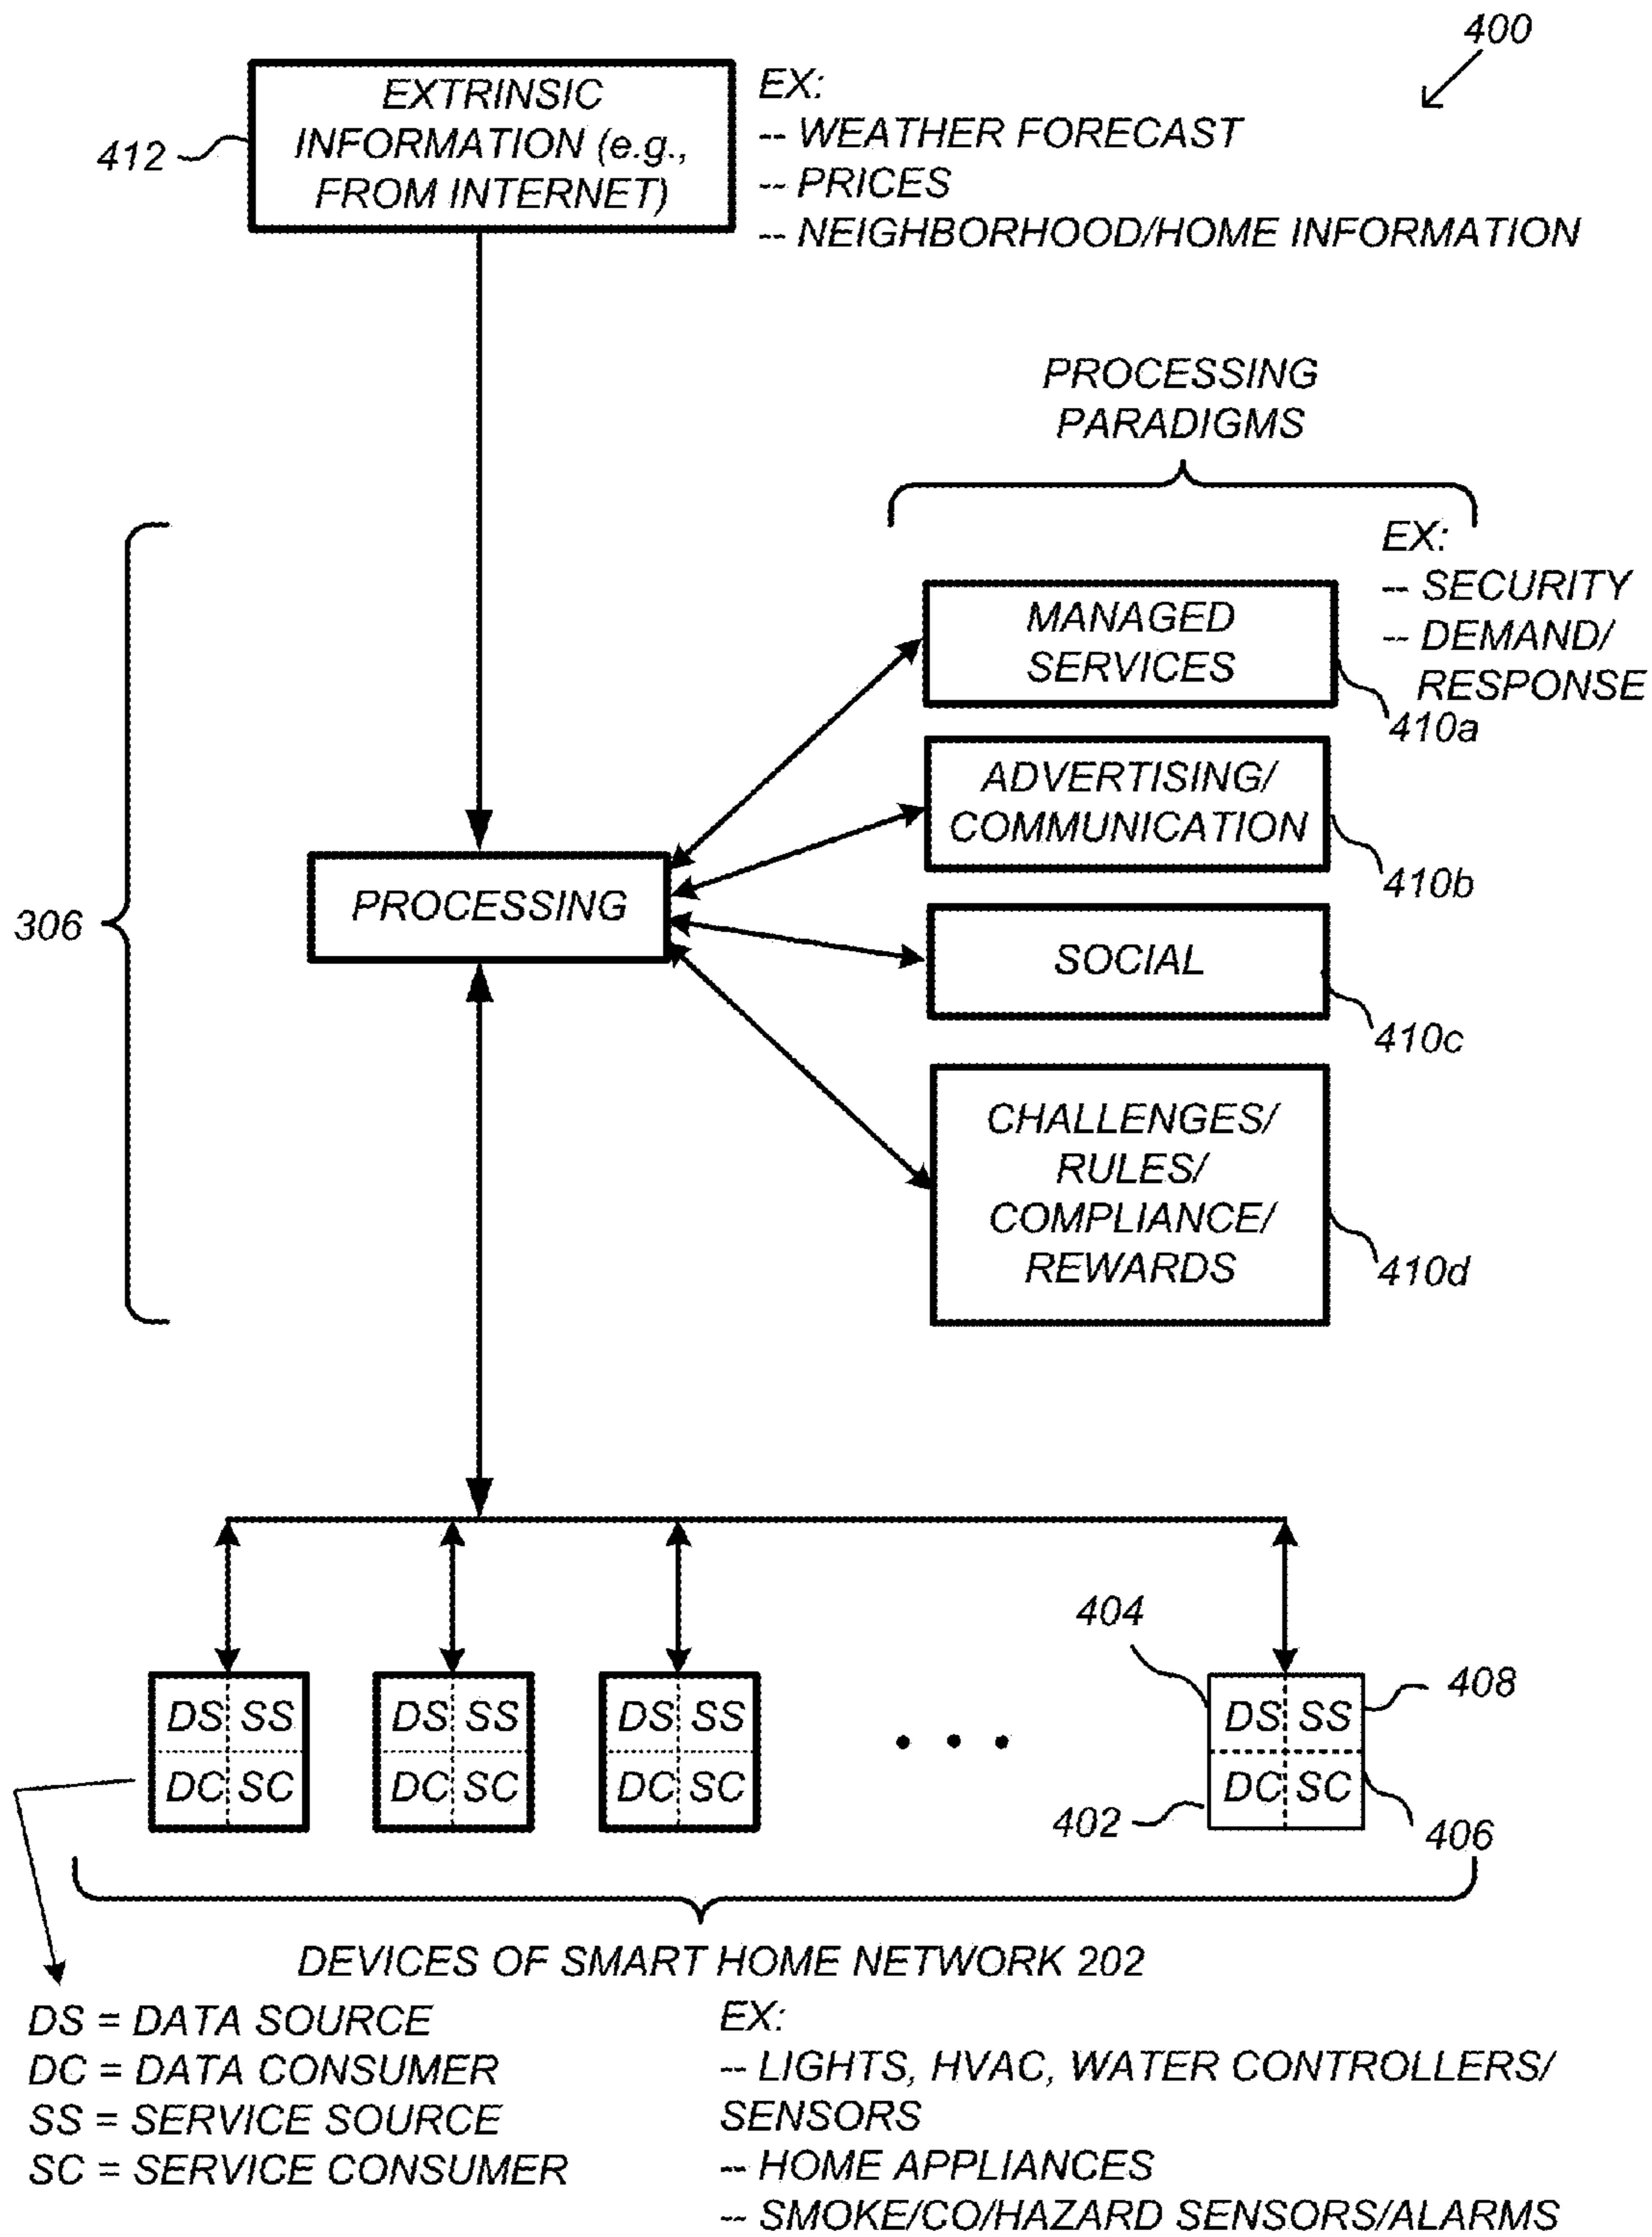 400
EXTRINSIC
INFORMATION (e.g.,
FROM INTERNET)
412
EX:
-- WEATHER FORECAST
-- PRICES
-- NEIGHBORHOOD/HOME INFORMATION
PROCESSING
PARADIGMS
EX:
-- SECURITY
-- DEMAND/
RESPONSE
MANAGED
SERVICES
410a
ADVERTISING/
COMMUNICATION
410b
306
PROCESSING
SOCIAL
410c
CHALLENGES/
RULES/
COMPLIANCE/
REWARDS
410d
404
408
DS SS
DC SC
DS SS
DC SC
DS SS
DC SC
DS SS
DC SC
402
406
DEVICES OF SMART HOME NETWORK 202
DS = DATA SOURCE
DC = DATA CONSUMER
SS = SERVICE SOURCE
SC = SERVICE CONSUMER
EX:
-- LIGHTS, HVAC, WATER CONTROLLERS/
SENSORS
-- HOME APPLIANCES
-- SMOKE/CO/HAZARD SENSORS/ALARMS